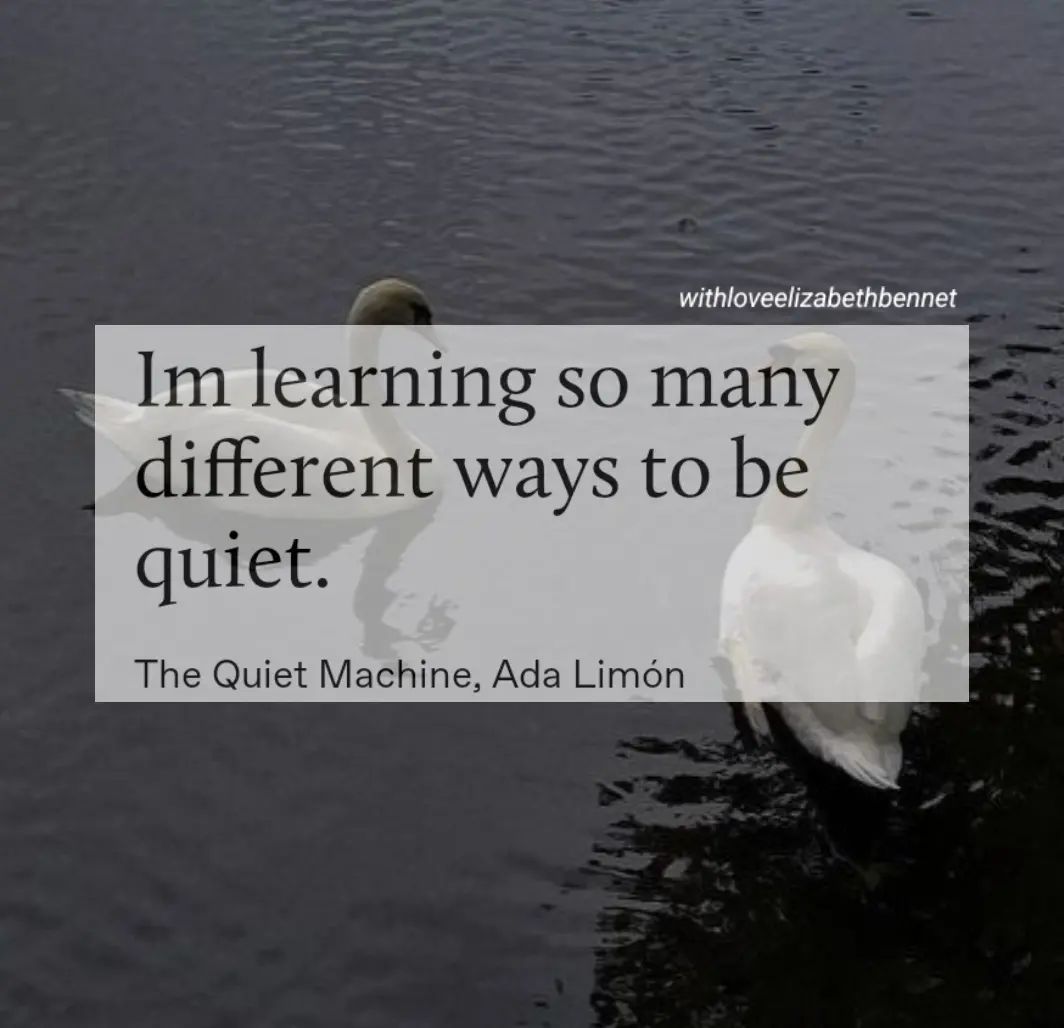 withloveelizabethbennet
Im learning so many
different ways to be
quiet.
The Quiet Machine, Ada Limón